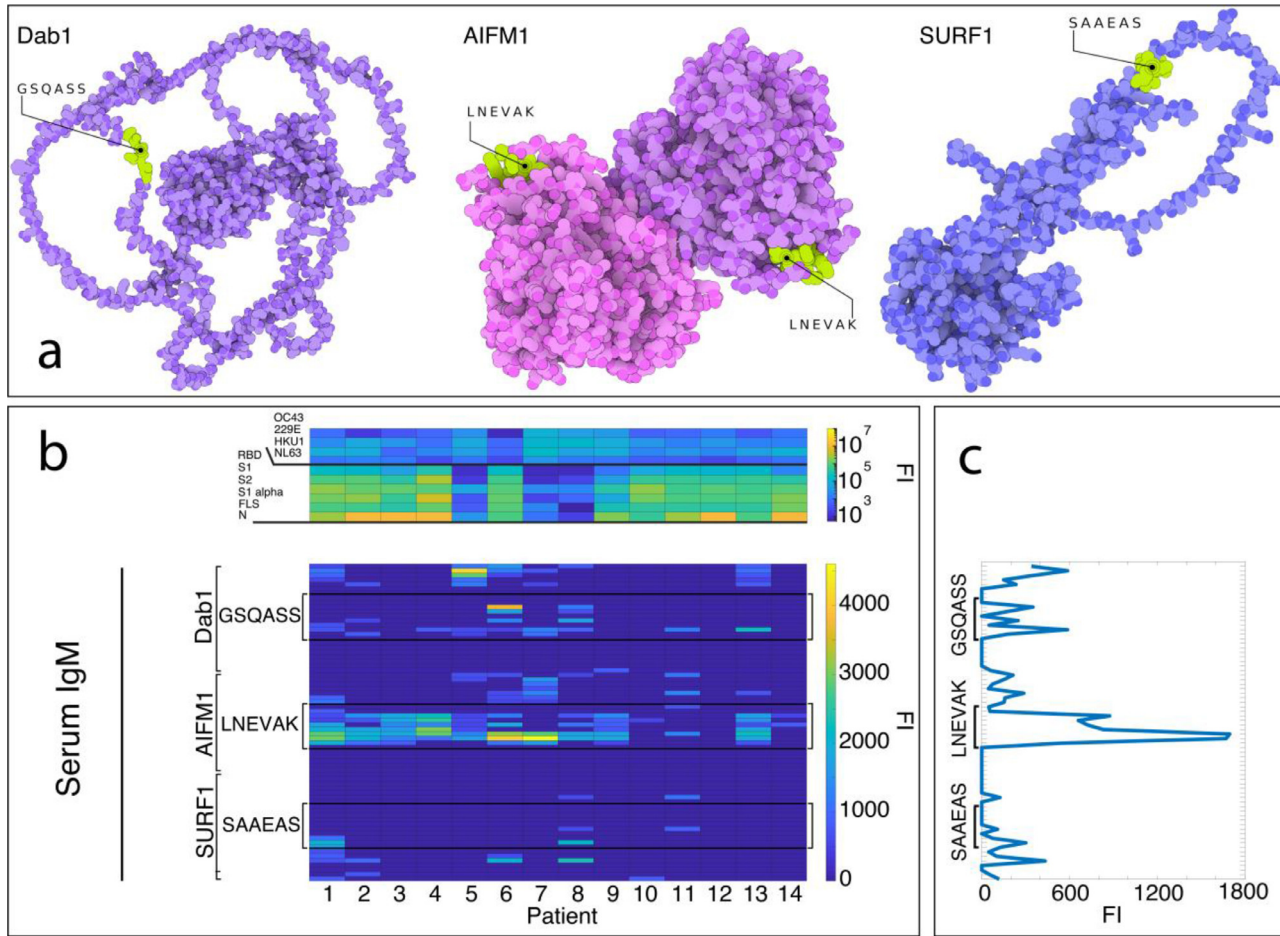 Dab1
AIFM1
SURF1
GSQASS
LNEVAK
SAAEAS
LNEVAK
a
b
OC43
229E
HKU1
NL63
RBD
S1
S2
S1 alpha
FLS
N
10^7
10^5
10^3
FI
Serum IgM
Dab1
AIFM1
SURF1
GSQASS
LNEVAK
SAAEAS
4000
3000
2000
1000
0
FI
1 2 3 4 5 6 7 8 9 10 11 12 13 14
Patient
c
GSQASS
LNEVAK
SAAEAS
0 600 1200 1800
FI